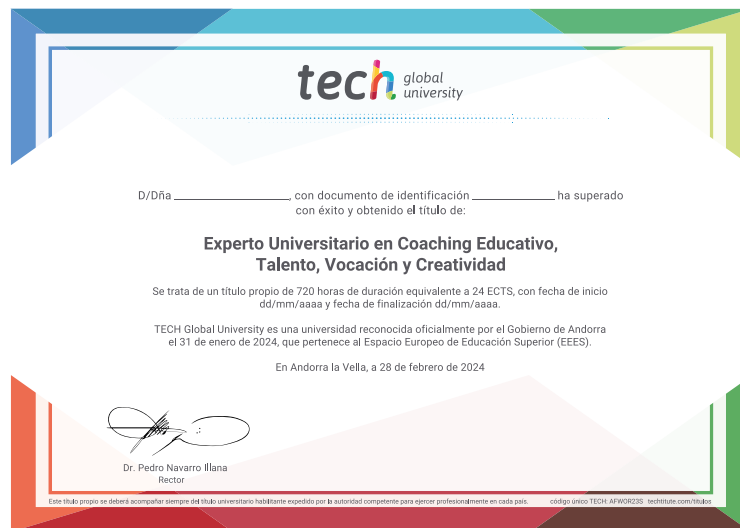 tech global
university
D/Dña ____________________, con documento de identificación ______________ ha superado
con éxito y obtenido el título de:
Experto Universitario en Coaching Educativo,
Talento, Vocación y Creatividad
Se trata de un título propio de 720 horas de duración equivalente a 24 ECTS, con fecha de inicio
dd/mm/aaaa y fecha de finalización dd/mm/aaaa.
TECH Global University es una universidad reconocida oficialmente por el Gobierno de Andorra
el 31 de enero de 2024, que pertenece al Espacio Europeo de Educación Superior (EEES).
En Andorra la Vella, a 28 de febrero de 2024
Dr. Pedro Navarro Illana
Rector
Este título propio se deberá acompañar siempre del título universitario habilitante expedido por la autoridad competente para ejercer profesionalmente en cada país. código único TECH: AFWOR23S techtitute.com/titulos